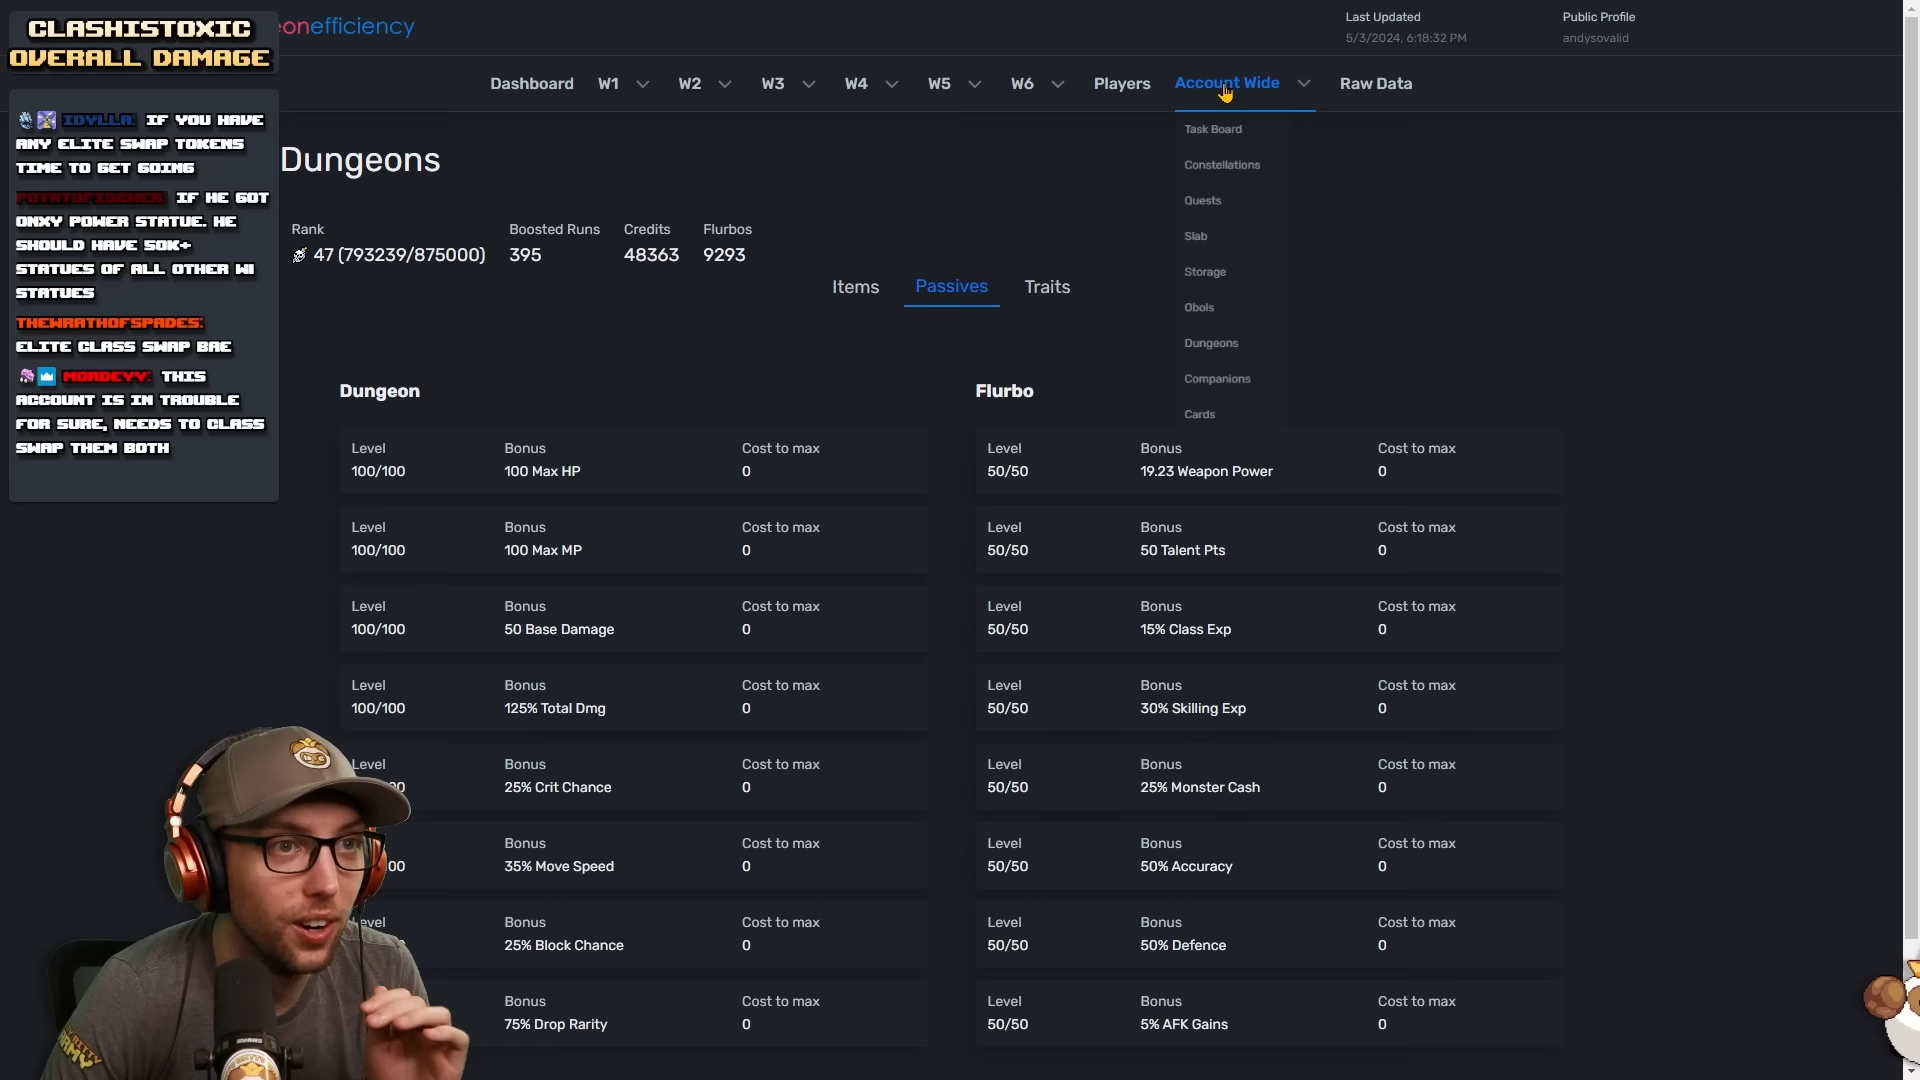 CLASHISTOXIC
OVERALL DAMAGE
onefficiency
Last Updated
5/3/2024, 6:18:32 PM
Public Profile
andysovalid
Dashboard W1 W2 W3 W4 W5 W6 Players Account Wide Raw Data
IDYLLA: IF YOU HAVE
ANY ELITE SWAP TOKENS
TIME TO GET GOING
POTATOFISCHER: IF HE GOT
ONXY POWER STATUE. HE
SHOULD HAVE 50K+
STATUES OF ALL OTHER W1
STATUES
THEWRATHOFSPADES:
ELITE CLASS SWAP BAE
MORDEYY: THIS
ACCOUNT IS IN TROUBLE
FOR SURE, NEEDS TO CLASS
SWAP THEM BOTH
Task Board
Constellations
Quests
Slab
Storage
Obols
Dungeons
Companions
Cards
Dungeons
Rank Boosted Runs Credits Flurbos
47 (793239/875000) 395 48363 9293
Items Passives Traits
Dungeon
Level Bonus Cost to max
100/100 100 Max HP 0
Level Bonus Cost to max
100/100 100 Max MP 0
Level Bonus Cost to max
100/100 50 Base Damage 0
Level Bonus Cost to max
100/100 125% Total Dmg 0
Level Bonus Cost to max
0 25% Crit Chance 0
Bonus Cost to max
00 35% Move Speed 0
Level Bonus Cost to max
25% Block Chance 0
Bonus Cost to max
75% Drop Rarity 0
Flurbo
Level Bonus Cost to max
50/50 19.23 Weapon Power 0
Level Bonus Cost to max
50/50 50 Talent Pts 0
Level Bonus Cost to max
50/50 15% Class Exp 0
Level Bonus Cost to max
50/50 30% Skilling Exp 0
Level Bonus Cost to max
50/50 25% Monster Cash 0
Level Bonus Cost to max
50/50 50% Accuracy 0
Level Bonus Cost to max
50/50 50% Defence 0
Level Bonus Cost to max
50/50 5% AFK Gains 0